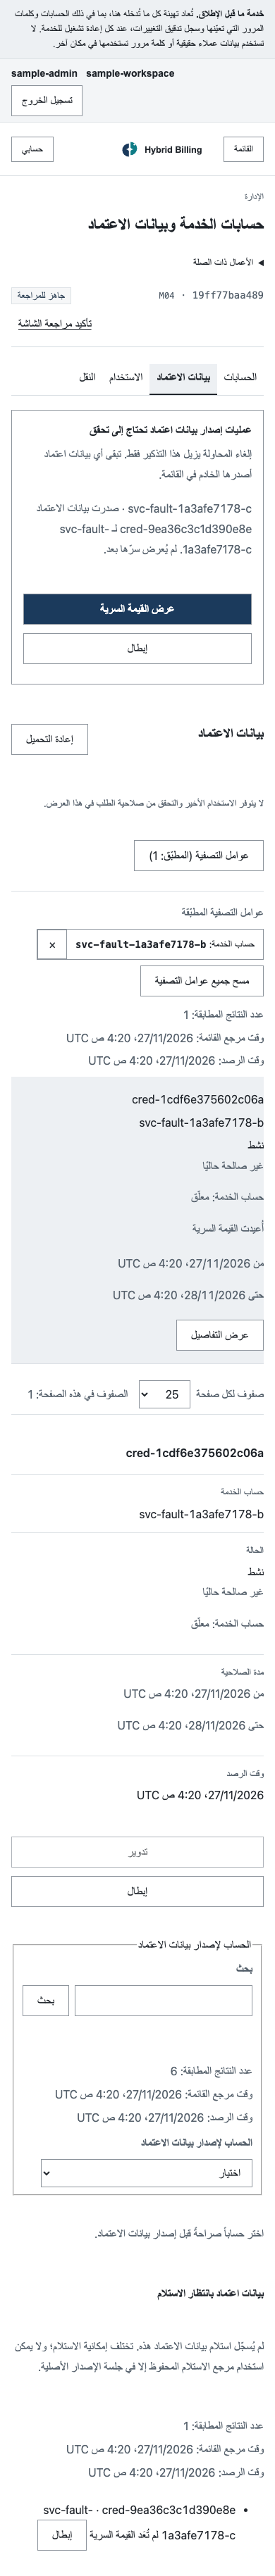 خدمة ما قبل الإطلاق. تُعاد تهيئة كل ما تُدخله هنا، بما في ذلك الحسابات وكلمات
المرور التي تعيّنها وسجل تدقيق التغييرات، عند كل إعادة تشغيل للخدمة. لا
تستخدم بيانات عملاء حقيقية أو كلمة مرور تستخدمها في مكان آخر.
sample-admin sample-workspace
تسجيل الخروج
القائمة
Hybrid Billing
حسابي
الإدارة
حسابات الخدمة وبيانات الاعتماد
الأعمال ذات الصلة
M04 · 19ff77baa489
جاهز للمراجعة
تأكيد مراجعة الشاشة
الحسابات
بيانات الاعتماد
الاستخدام
النقل
عمليات إصدار بيانات اعتماد تحتاج إلى تحقق
إلغاء المحاولة يزيل هذا التذكير فقط. تبقى أي بيانات اعتماد
أصدرها الخادم في القائمة.
svc-fault-1a3afe7178-c · صدرت بيانات الاعتماد
cred-9ea36c3c1d390e8e لـ svc-fault-
1a3afe7178-c. لم يُعرض سرّها بعد.
عرض القيمة السرية
إبطال
بيانات الاعتماد
إعادة التحميل
لا يتوفر الاستخدام الأخير والتحقق من صلاحية الطلب في هذا العرض.
عوامل التصفية (المطبّق: 1)
عوامل التصفية المطبّقة
حساب الخدمة: svc-fault-1a3afe7178-b ×
مسح جميع عوامل التصفية
عدد النتائج المطابقة: 1
وقت مرجع القائمة: 27/11/2026، 4:20 ص UTC
وقت الرصد: 27/11/2026، 4:20 ص UTC
cred-1cdf6e375602c06a
svc-fault-1a3afe7178-b
نشط
غير صالحة حاليًا
حساب الخدمة: معلّق
أُعيدت القيمة السرية
من 27/11/2026، 4:20 ص UTC
حتى 28/11/2026، 4:20 ص UTC
عرض التفاصيل
صفوف لكل صفحة
25
الصفوف في هذه الصفحة: 1
cred-1cdf6e375602c06a
حساب الخدمة
svc-fault-1a3afe7178-b
الحالة
نشط
غير صالحة حاليًا
حساب الخدمة: معلّق
مدة الصلاحية
من 27/11/2026، 4:20 ص UTC
حتى 28/11/2026، 4:20 ص UTC
وقت الرصد
27/11/2026، 4:20 ص UTC
تدوير
إبطال
الحساب لإصدار بيانات الاعتماد
بحث
بحث
عدد النتائج المطابقة: 6
وقت مرجع القائمة: 27/11/2026، 4:20 ص UTC
وقت الرصد: 27/11/2026، 4:20 ص UTC
الحساب لإصدار بيانات الاعتماد
اختيار
اختر حساباً صراحةً قبل إصدار بيانات الاعتماد.
بيانات اعتماد بانتظار الاستلام
لم يُسجّل استلام بيانات الاعتماد هذه. تختلف إمكانية الاستلام؛ ولا يمكن
استخدام مرجع الاستلام المحفوظ إلا في جلسة الإصدار الأصلية.
عدد النتائج المطابقة: 1
وقت مرجع القائمة: 27/11/2026، 4:20 ص UTC
وقت الرصد: 27/11/2026، 4:20 ص UTC
• svc-fault- · cred-9ea36c3c1d390e8e
1a3afe7178-c لم تُعَد القيمة السرية إبطال